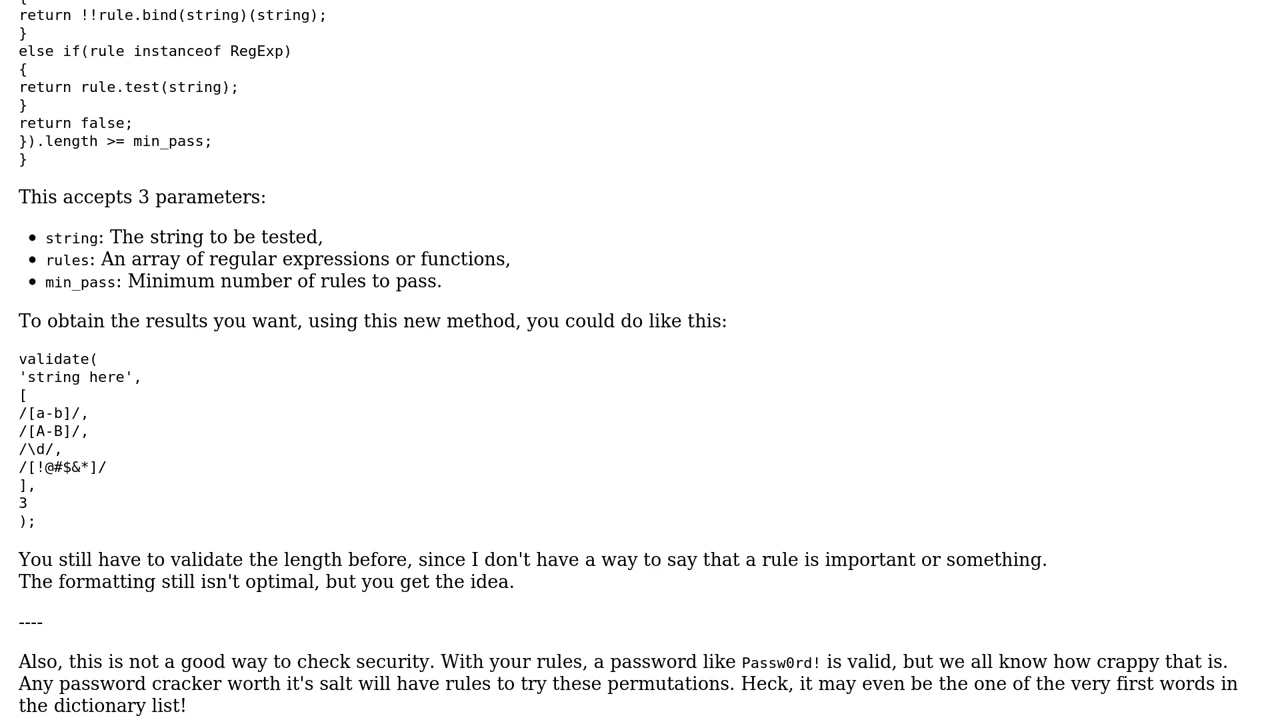 {
return !!rule.bind(string)(string);
}
else if(rule instanceof RegExp)
{
return rule.test(string);
}
return false;
}).length >= min_pass;
}
This accepts 3 parameters:
• string: The string to be tested,
• rules: An array of regular expressions or functions,
• min_pass: Minimum number of rules to pass.
To obtain the results you want, using this new method, you could do like this:
validate(
'string here',
[
/[a-b]/,
/[A-B]/,
/\d/,
/[!@#$&*]/
],
3
);
You still have to validate the length before, since I don't have a way to say that a rule is important or something.
The formatting still isn't optimal, but you get the idea.
----
Also, this is not a good way to check security. With your rules, a password like Passw0rd! is valid, but we all know how crappy that is.
Any password cracker worth it's salt will have rules to try these permutations. Heck, it may even be the one of the very first words in
the dictionary list!